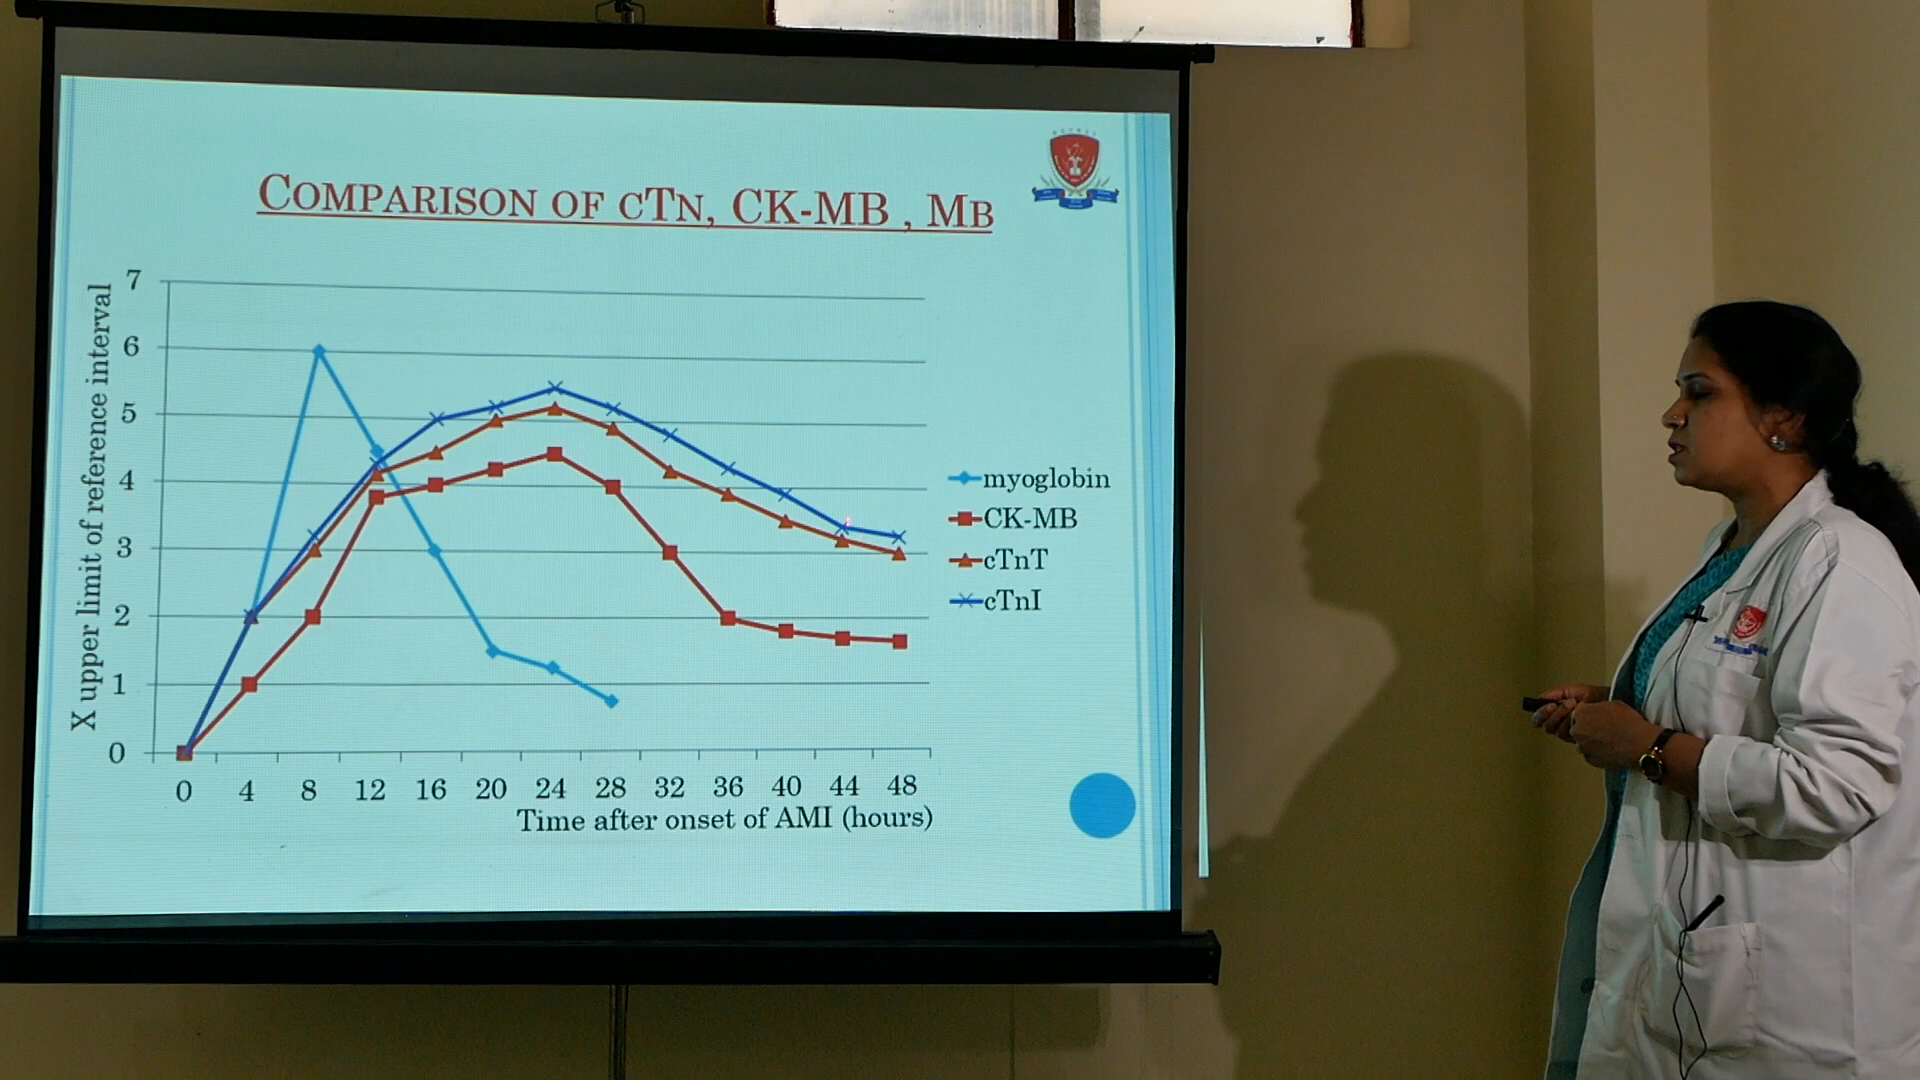 COMPARISON OF CTN, CK-MB , MB
X upper limit of reference interval
7
6
5
4
3
2
1
0
0 4 8 12 16 20 24 28 32 36 40 44 48
Time after onset of AMI (hours)
myoglobin
CK-MB
cTnT
cTnI